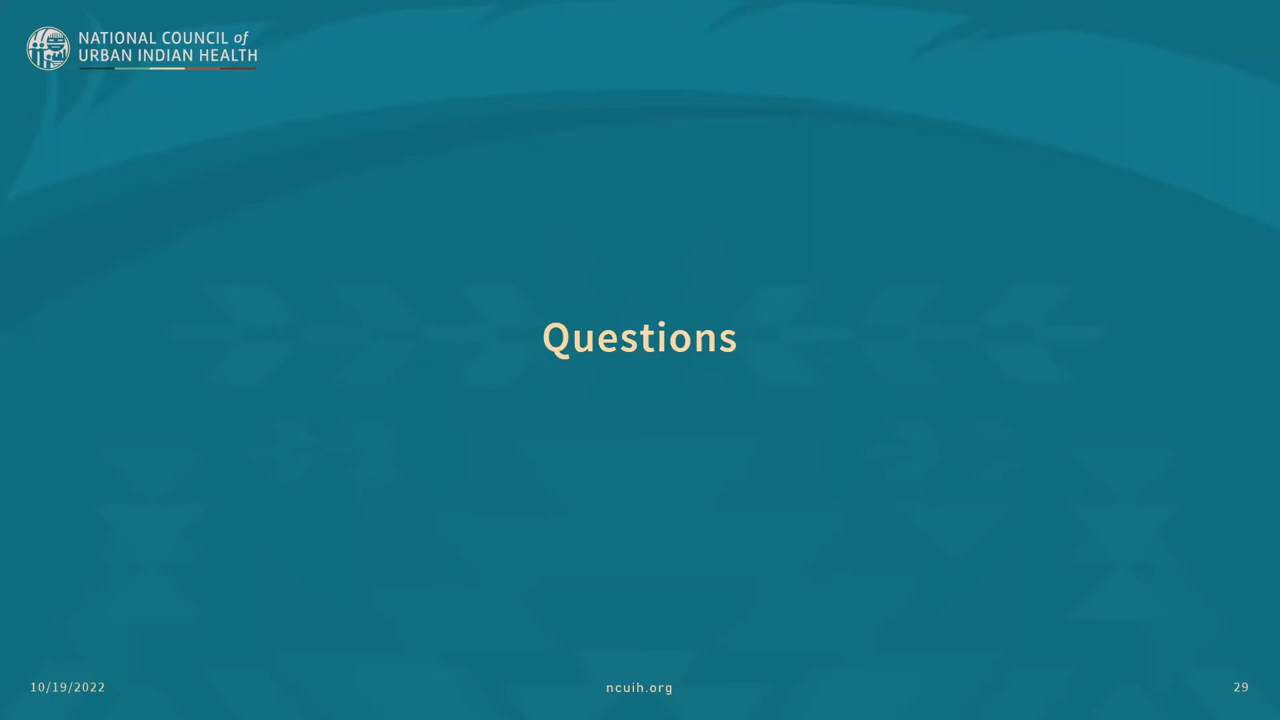 NATIONAL COUNCIL of
URBAN INDIAN HEALTH
Questions
10/19/2022
ncuih.org
29